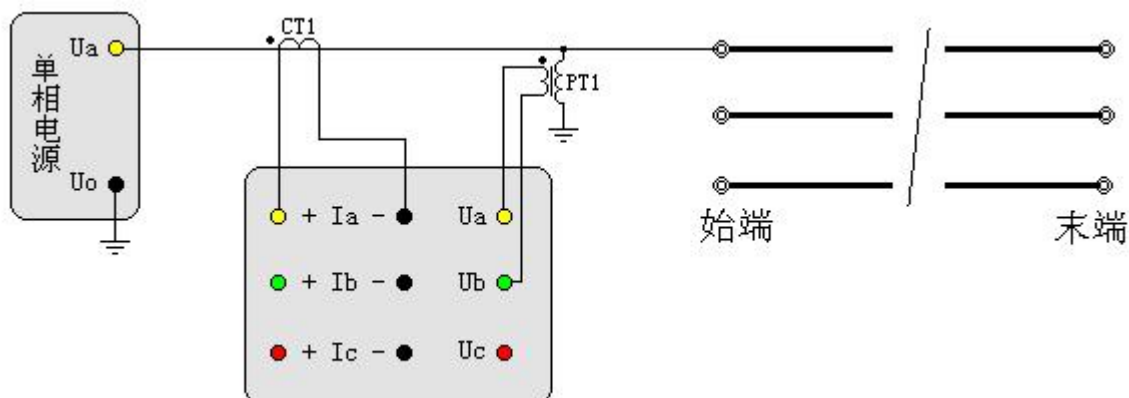 单相电源
Ua
Uo
CT1
PT1
+ Ia -
Ua
+ Ib -
Ub
+ Ic -
Uc
始端
末端